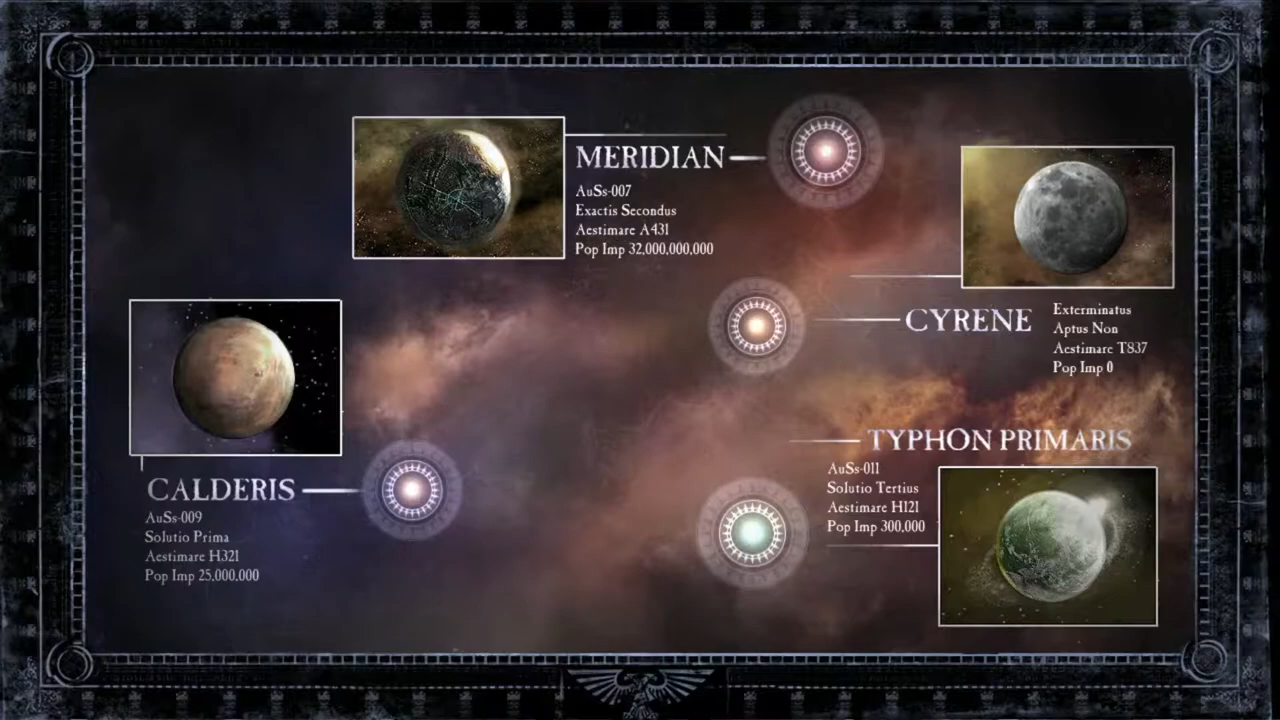 MERIDIAN
AuSs-007
Exactis Secundus
Aestimare A431
Pop Imp 32,000,000,000
CYRENE
Exterminatus
Aptus Non
Aestimare T837
Pop Imp 0
CALDERIS
AuSs-009
Solutio Prima
Aestimare H321
Pop Imp 25,000,000
TYPHON PRIMARIS
AuSs-011
Solutio Tertius
Aestimare H121
Pop Imp 300,000